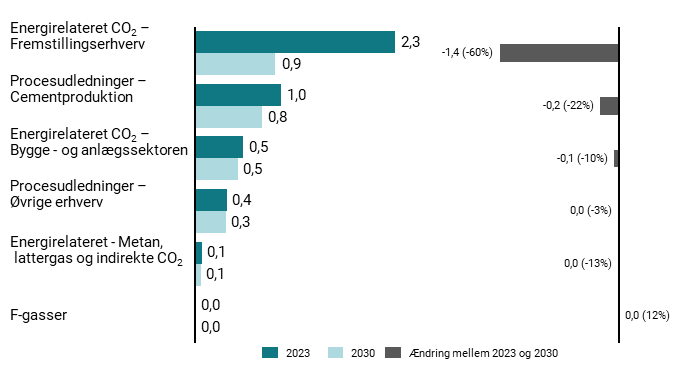 Energirelateret CO₂ –
Fremstillingserhverv
2,3
0,9
-1,4 (-60%)
Procesudledninger –
Cementproduktion
1,0
0,8
-0,2 (-22%)
Energirelateret CO₂ –
Bygge - og anlægssektoren
0,5
0,5
-0,1 (-10%)
Procesudledninger –
Øvrige erhverv
0,4
0,3
0,0 (-3%)
Energirelateret - Metan,
lattergas og indirekte CO₂
0,1
0,1
0,0 (-13%)
F-gasser
0,0
0,0
0,0 (12%)
2023 2030 Ændring mellem 2023 og 2030